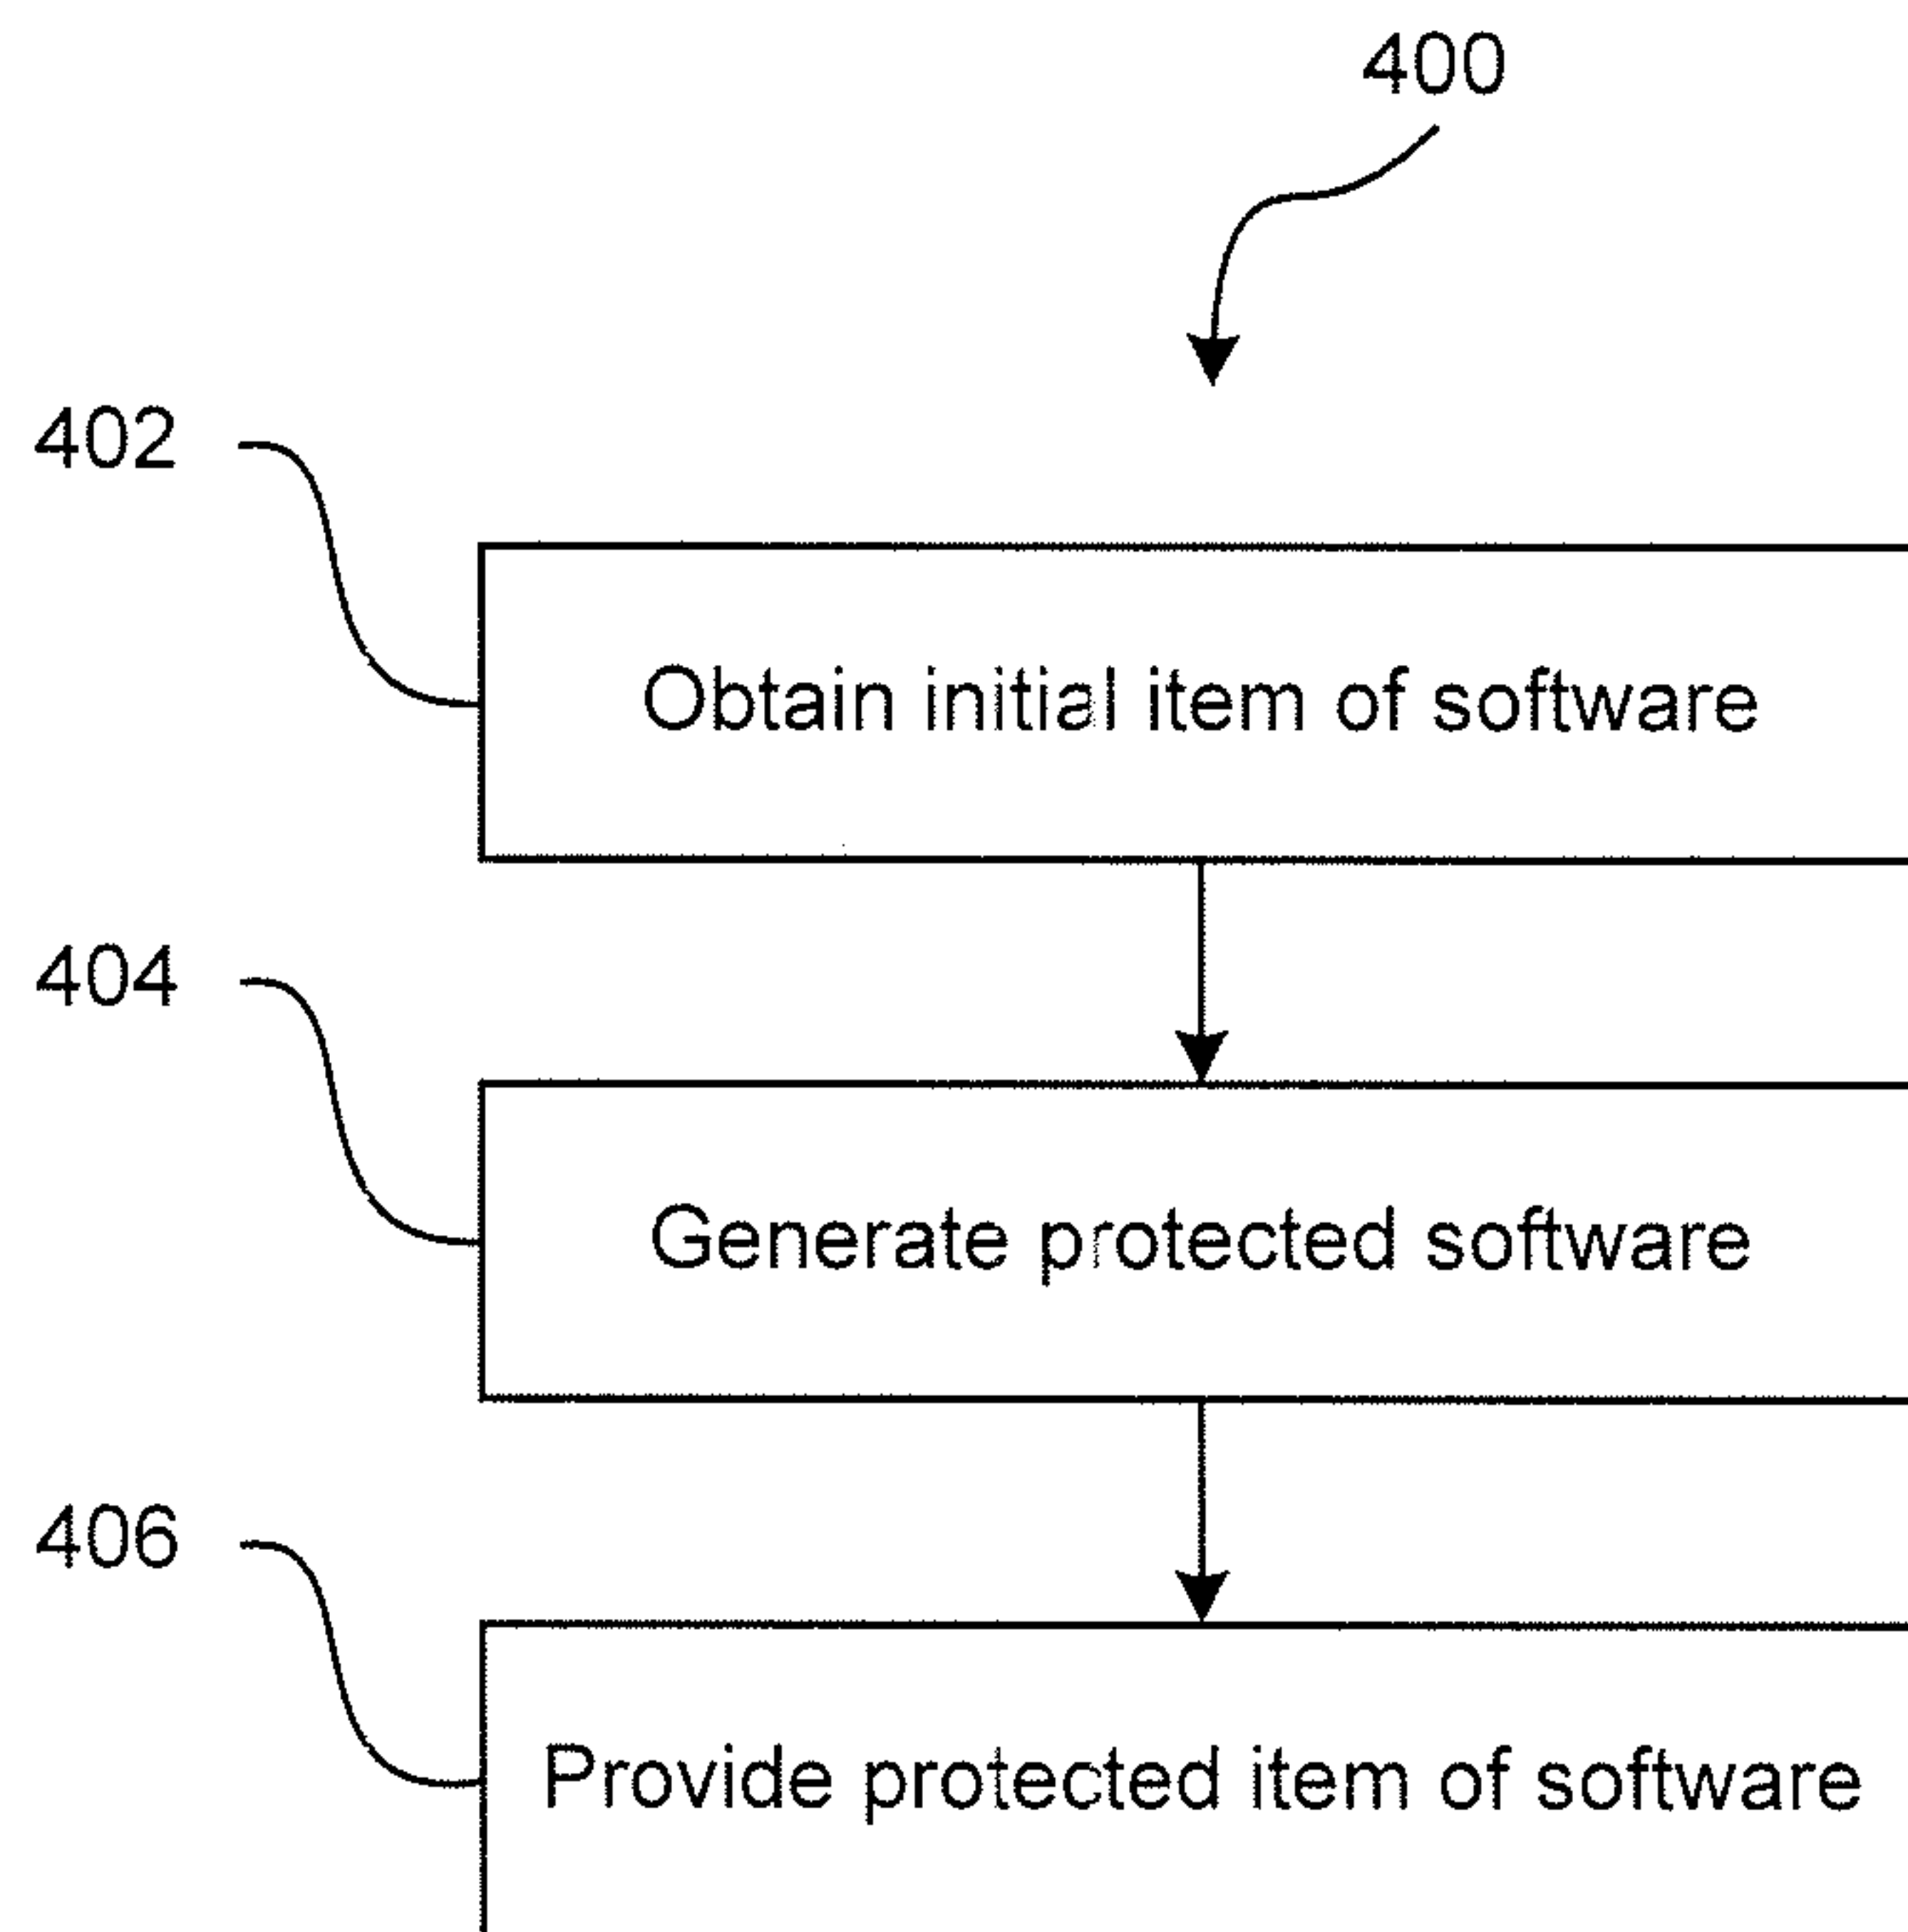 400
402
Obtain initial item of software
404
Generate protected software
406
Provide protected item of software